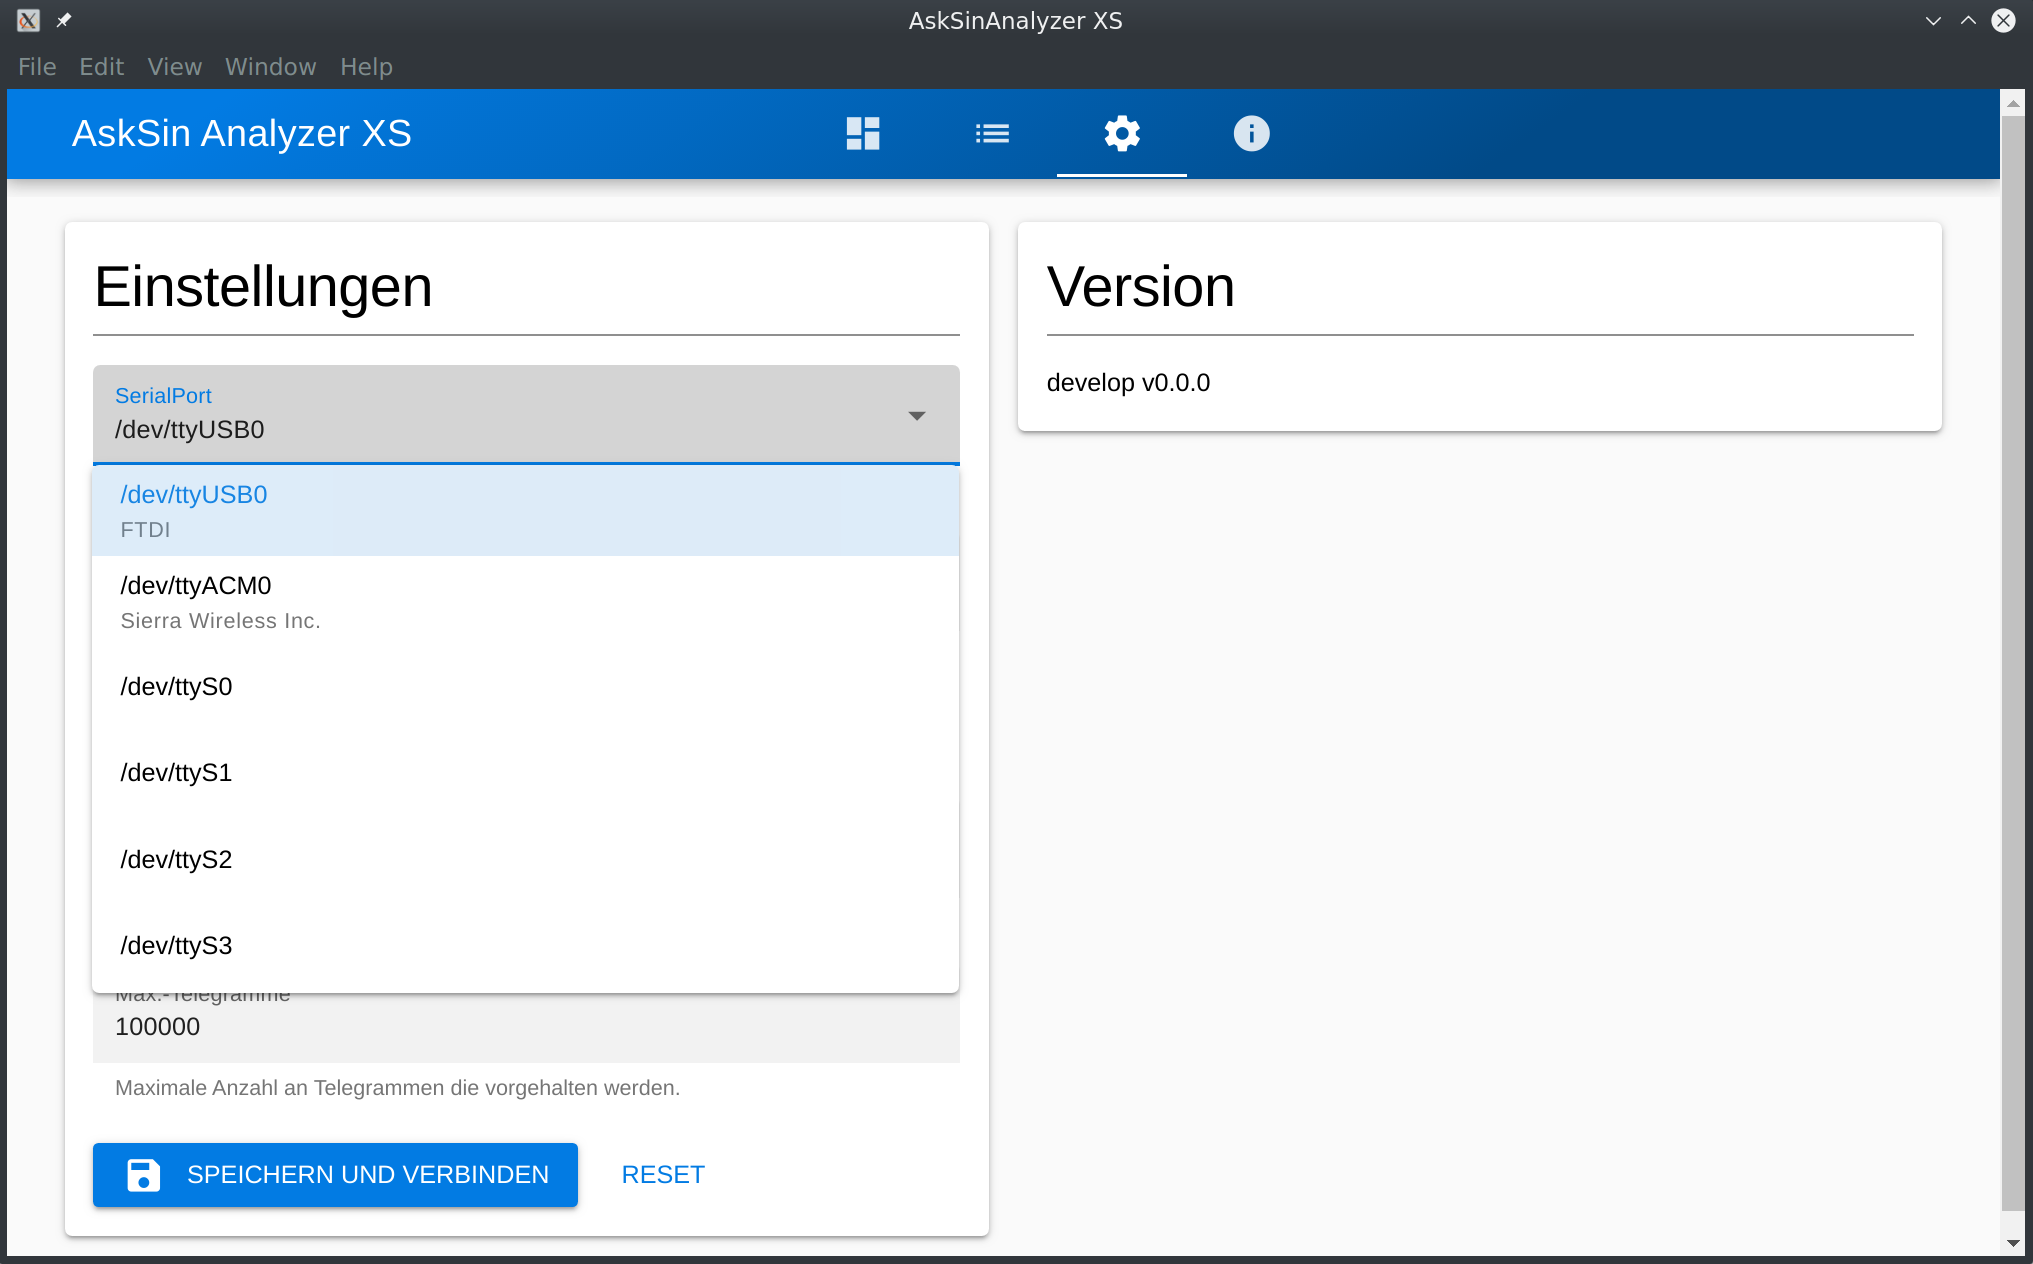 AskSinAnalyzer XS
File Edit View Window Help
AskSin Analyzer XS
Einstellungen
SerialPort
/dev/ttyUSB0
/dev/ttyUSB0
FTDI
/dev/ttyACM0
Sierra Wireless Inc.
/dev/ttyS0
/dev/ttyS1
/dev/ttyS2
/dev/ttyS3
Max.-Telegramme
100000
Maximale Anzahl an Telegrammen die vorgehalten werden.
SPEICHERN UND VERBINDEN RESET
Version
develop v0.0.0